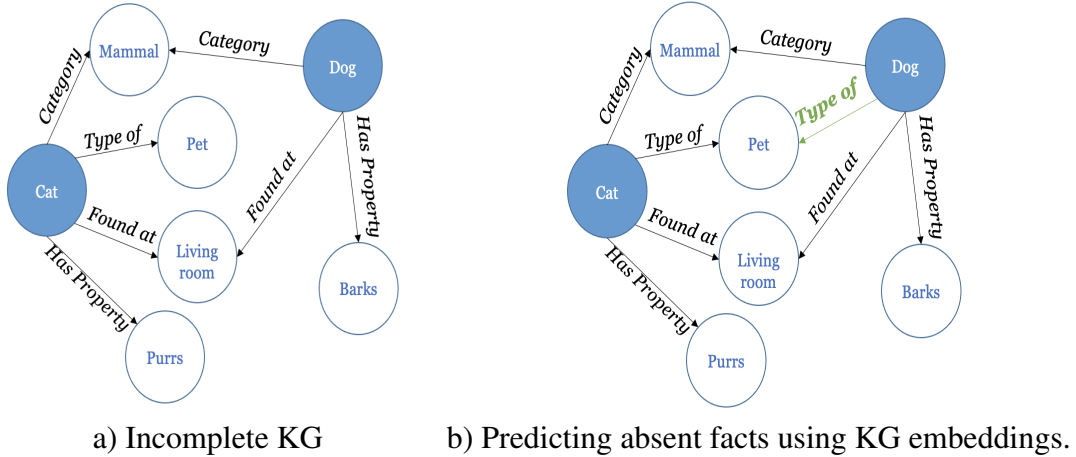 Mammal
Category
Dog
Category
Type of
Pet
Has Property
Cat
Found at
Found at
Living
room
Has Property
Barks
Purrs
a) Incomplete KG
Mammal
Category
Dog
Category
Type of
Type of
Pet
Has Property
Cat
Found at
Found at
Living
room
Has Property
Barks
Purrs
b) Predicting absent facts using KG embeddings.